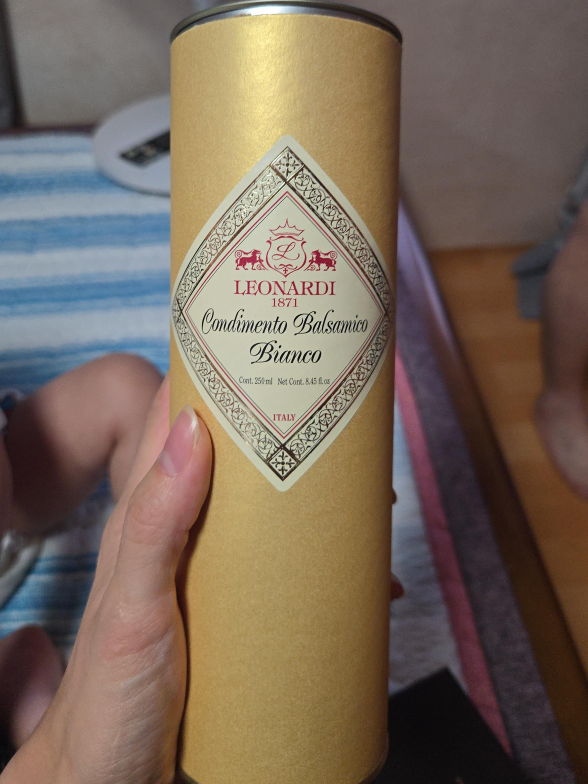 L
LEONARDI
1871
Condimento Balsamico
Bianco
Cont. 250 ml Net Cont. 8.45 fl. oz
ITALY